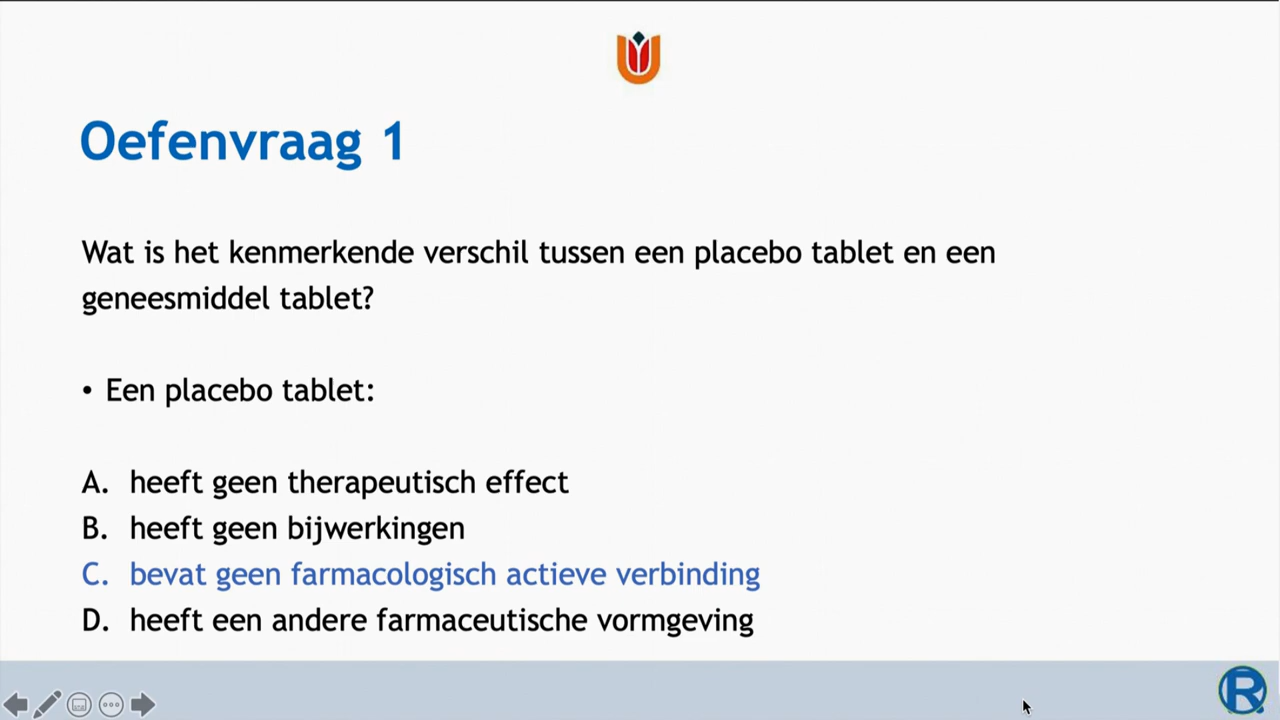 Oefenvraag 1
Wat is het kenmerkende verschil tussen een placebo tablet en een
geneesmiddel tablet?
• Een placebo tablet:
A. heeft geen therapeutisch effect
B. heeft geen bijwerkingen
C. bevat geen farmacologisch actieve verbinding
D. heeft een andere farmaceutische vormgeving
R